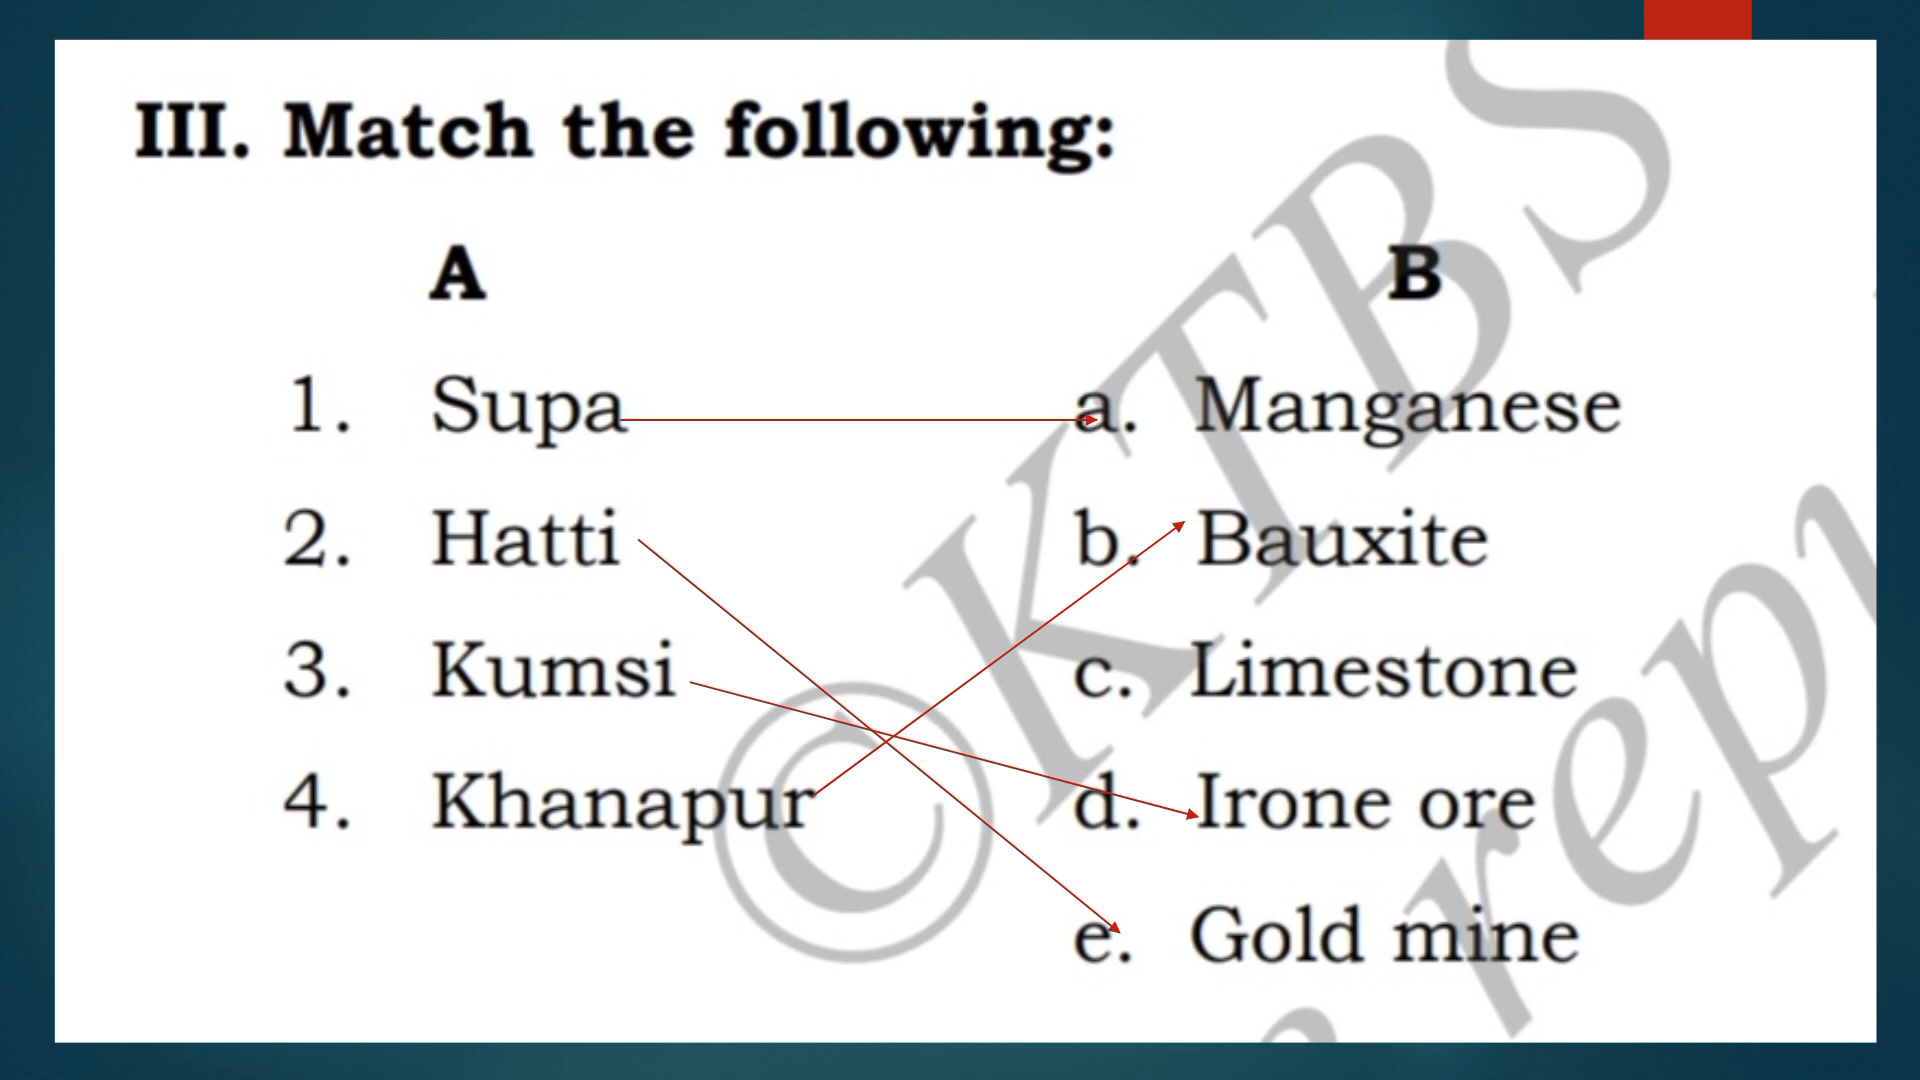 III. Match the following:
A B
1. Supa a. Manganese
2. Hatti b. Bauxite
3. Kumsi c. Limestone
4. Khanapur d. Irone ore
e. Gold mine
©KTBS
e repu